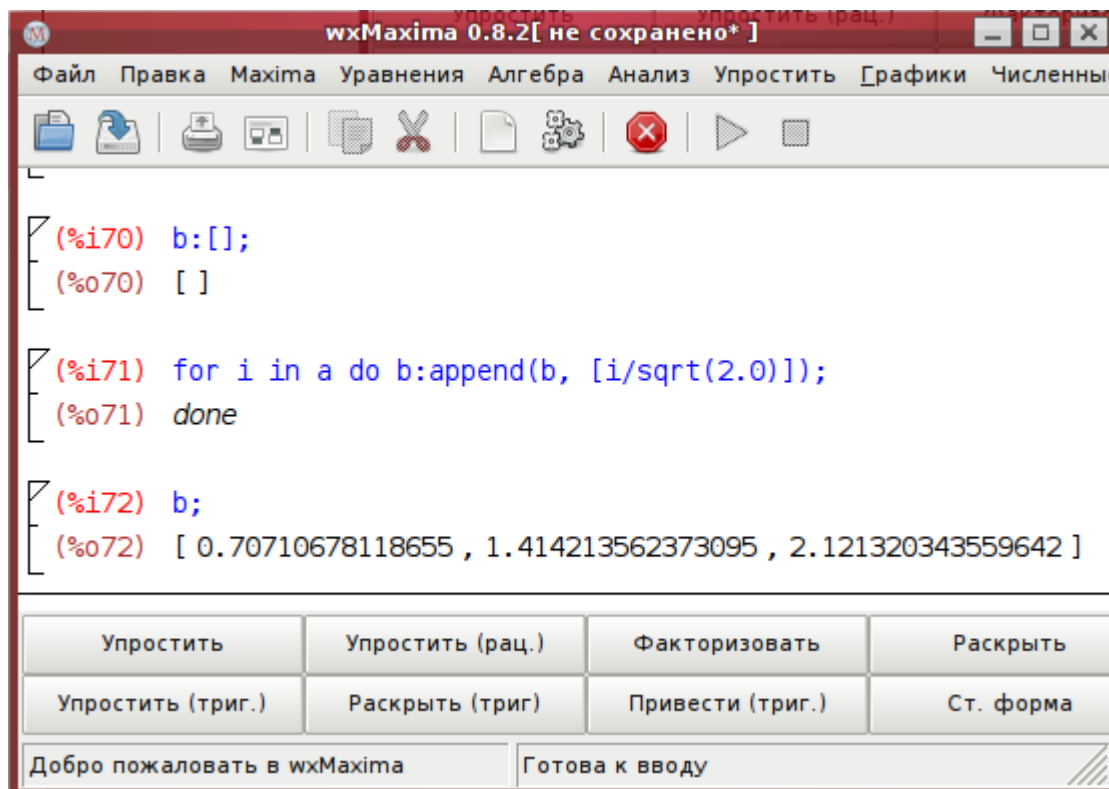 wxMaxima 0.8.2[ не сохранено* ]
Файл Правка Maxima Уравнения Алгебра Анализ Упростить Графики Численны
(%i70) b:[];
(%o70) [ ]
(%i71) for i in a do b:append(b, [i/sqrt(2.0)]);
(%o71) done
(%i72) b;
(%o72) [ 0.70710678118655 , 1.414213562373095 , 2.121320343559642 ]
Упростить Упростить (рац.) Факторизовать Раскрыть
Упростить (триг.) Раскрыть (триг) Привести (триг.) Ст. форма
Добро пожаловать в wxMaxima Готова к вводу